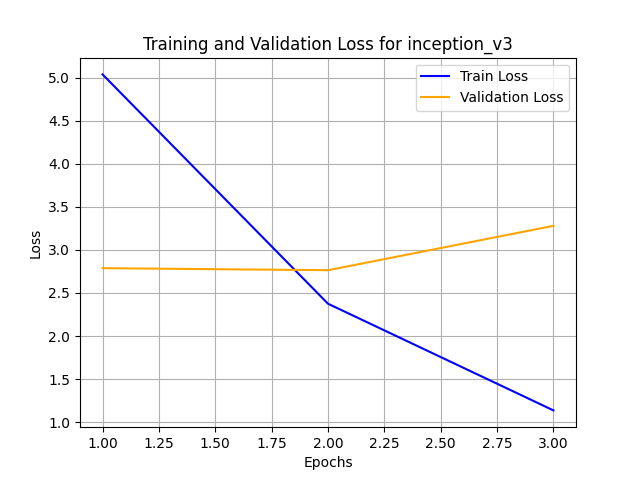 Training and Validation Loss for inception_v3
Train Loss
Validation Loss
5.0
4.5
4.0
3.5
3.0
2.5
2.0
1.5
1.0
Loss
1.00 1.25 1.50 1.75 2.00 2.25 2.50 2.75 3.00
Epochs